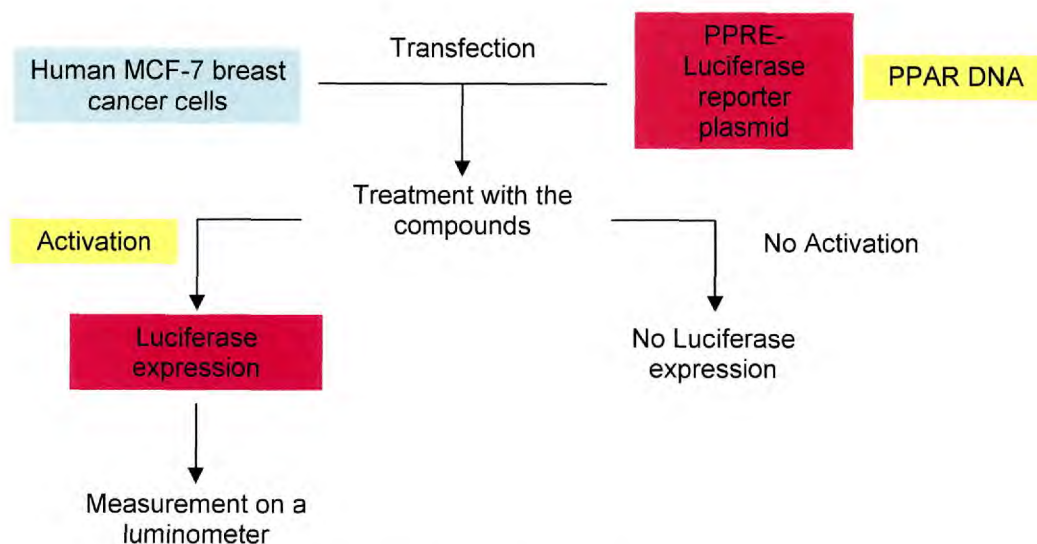 Human MCF-7 breast
cancer cells
Transfection
PPRE-
Luciferase
reporter
plasmid
PPAR DNA
Treatment with the
compounds
Activation
No Activation
Luciferase
expression
No Luciferase
expression
Measurement on a
luminometer